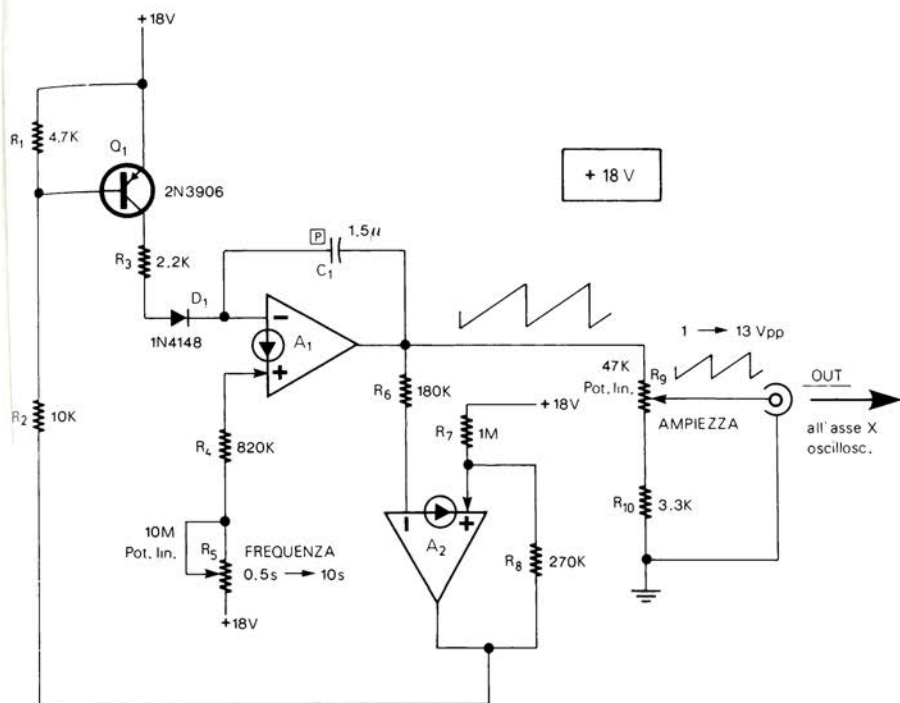 +18V
R1 4.7K
Q1
2N3906
+ 18 V
P 1.5µ
C1
R3 2.2K
D1
1N4148
−
A1
+
1 → 13 Vpp
47K R9
Pot. lin.
AMPIEZZA
OUT
all'asse X
oscillosc.
R6 180K
+18V
R7 1M
R2 10K
R4 820K
R10 3.3K
−
+
A2
R8 270K
10M
Pot. lin.
R5 FREQUENZA
0.5s → 10s
+18V